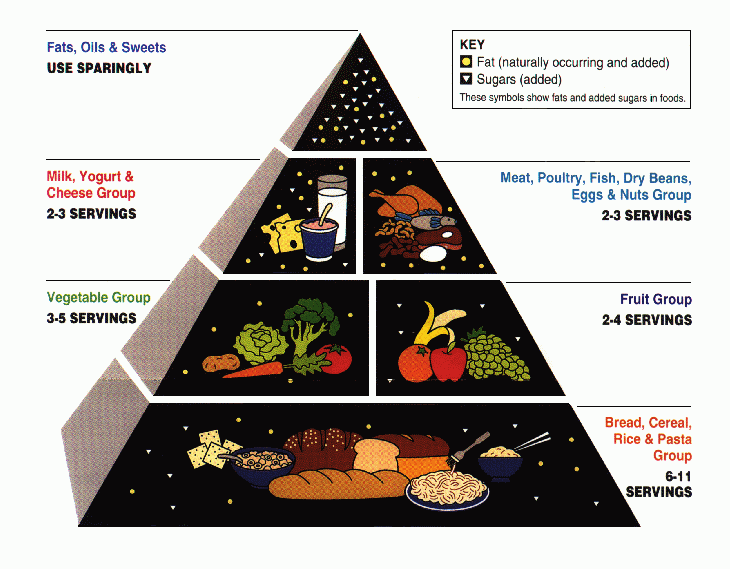 Fats, Oils & Sweets
USE SPARINGLY
KEY
Fat (naturally occurring and added)
Sugars (added)
These symbols show fats and added sugars in foods.
Milk, Yogurt &
Cheese Group
2-3 SERVINGS
Meat, Poultry, Fish, Dry Beans,
Eggs & Nuts Group
2-3 SERVINGS
Vegetable Group
3-5 SERVINGS
Fruit Group
2-4 SERVINGS
Bread, Cereal,
Rice & Pasta
Group
6-11
SERVINGS